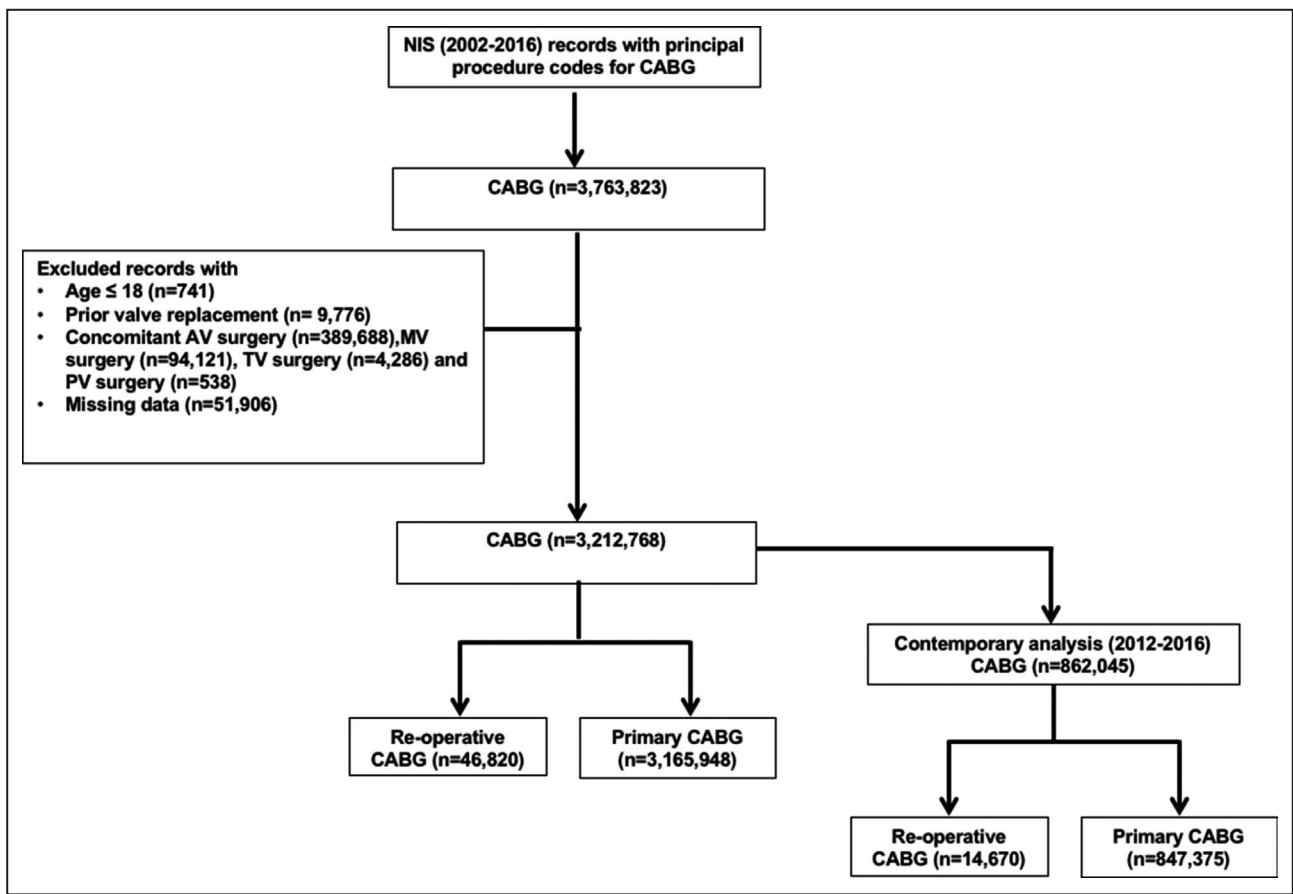 NIS (2002-2016) records with principal
procedure codes for CABG
CABG (n=3,763,823)
Excluded records with
• Age ≤ 18 (n=741)
• Prior valve replacement (n= 9,776)
• Concomitant AV surgery (n=389,688),MV
surgery (n=94,121), TV surgery (n=4,286) and
PV surgery (n=538)
• Missing data (n=51,906)
CABG (n=3,212,768)
Contemporary analysis (2012-2016)
CABG (n=862,045)
Re-operative
CABG (n=46,820)
Primary CABG
(n=3,165,948)
Re-operative
CABG (n=14,670)
Primary CABG
(n=847,375)